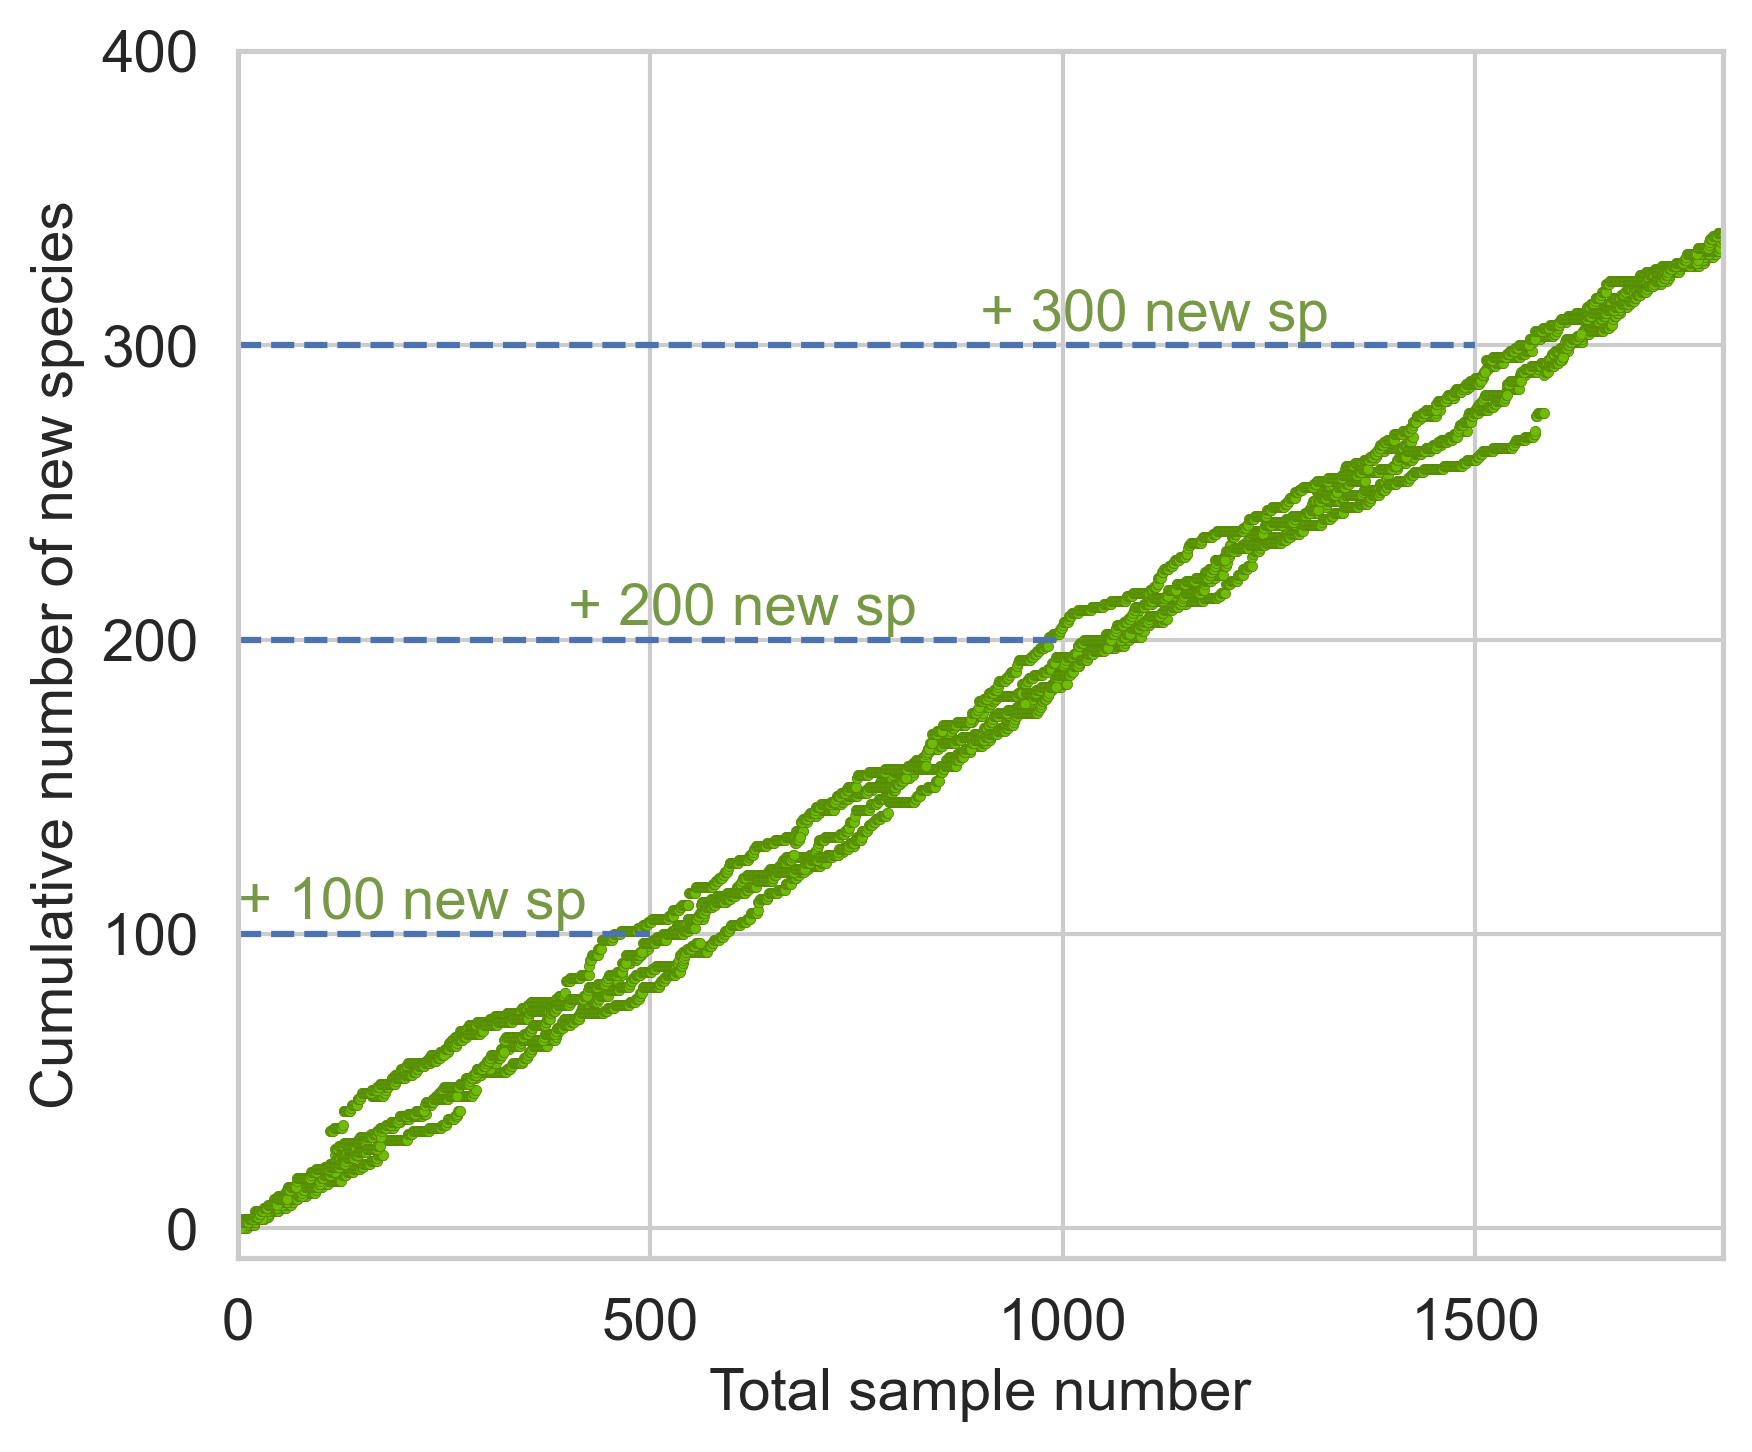 400
300
200
100
0
Cumulative number of new species
+ 300 new sp
+ 200 new sp
+ 100 new sp
0 500 1000 1500
Total sample number